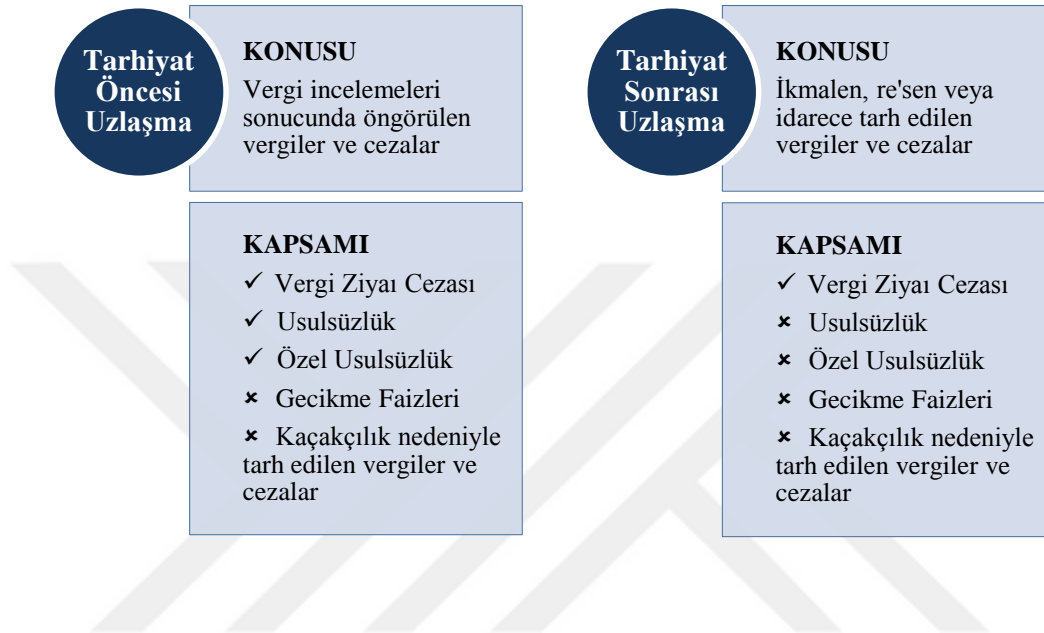 Tarhiyat
Öncesi
Uzlaşma
KONUSU
Vergi incelemeleri
sonucunda öngörülen
vergiler ve cezalar
KAPSAMI
✓ Vergi Ziyaı Cezası
✓ Usulsüzlük
✓ Özel Usulsüzlük
× Gecikme Faizleri
× Kaçakçılık nedeniyle
tarh edilen vergiler ve
cezalar
Tarhiyat
Sonrası
Uzlaşma
KONUSU
İkmalen, re'sen veya
idarece tarh edilen
vergiler ve cezalar
KAPSAMI
✓ Vergi Ziyaı Cezası
× Usulsüzlük
× Özel Usulsüzlük
× Gecikme Faizleri
× Kaçakçılık nedeniyle
tarh edilen vergiler ve
cezalar